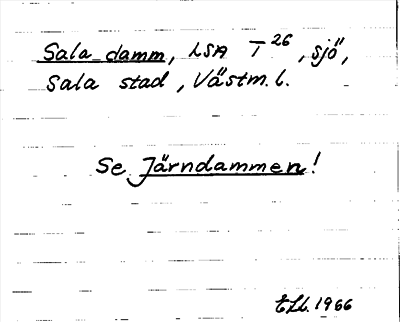 Sala damm, LSA T 26, sjö,
Sala stad, Västm. l.
Se Järndammen!
1966